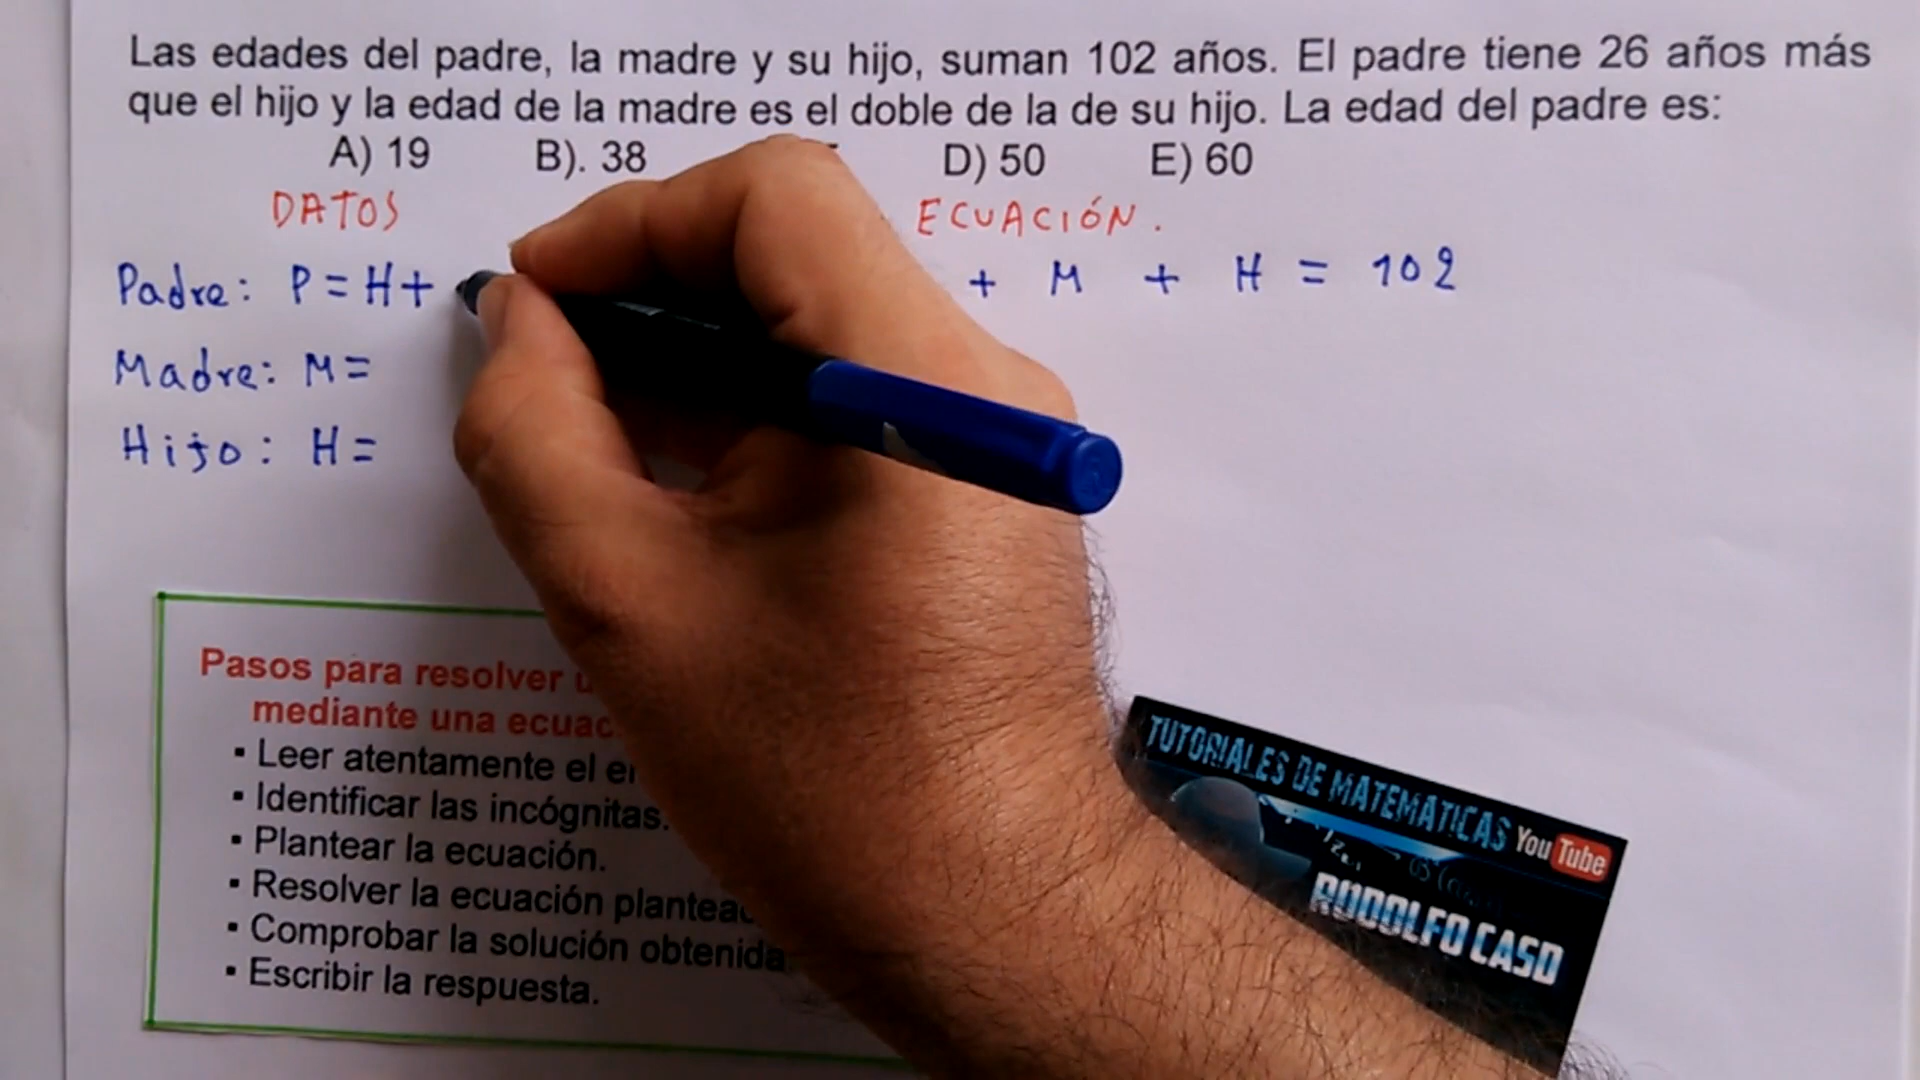 Las edades del padre, la madre y su hijo, suman 102 años. El padre tiene 26 años más
que el hijo y la edad de la madre es el doble de la de su hijo. La edad del padre es:
A) 19 B). 38 D) 50 E) 60
DATOS ECUACIÓN.
Padre: P = H + + M + H = 102
Madre: M =
Hijo: H =
Pasos para resolver
mediante una
▪ Leer atentamente el
▪ Identificar las incógnitas.
▪ Plantear la ecuación.
▪ Resolver la ecuación
▪ Comprobar la solución obtenida
▪ Escribir la respuesta.
TUTORIALES DE MATEMATICAS YouTube
RODOLFO CASO